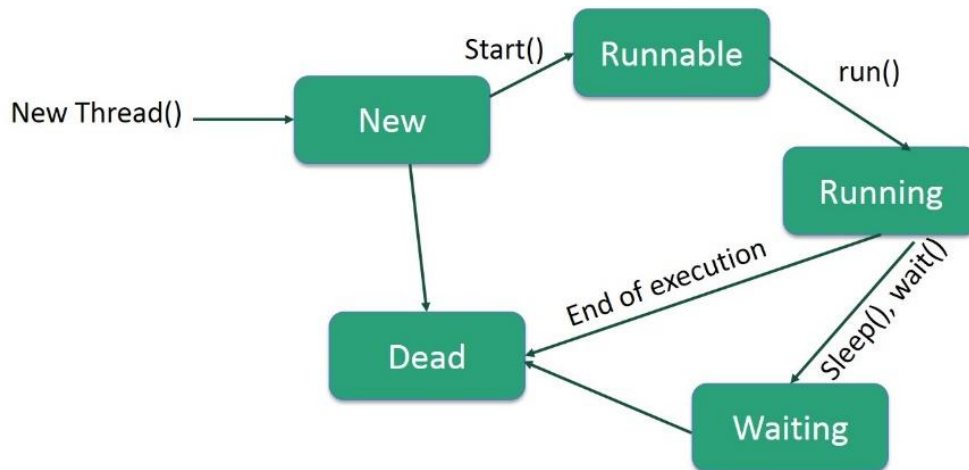 New Thread()
New
Start()
Runnable
run()
Running
End of execution
Sleep(), wait()
Dead
Waiting